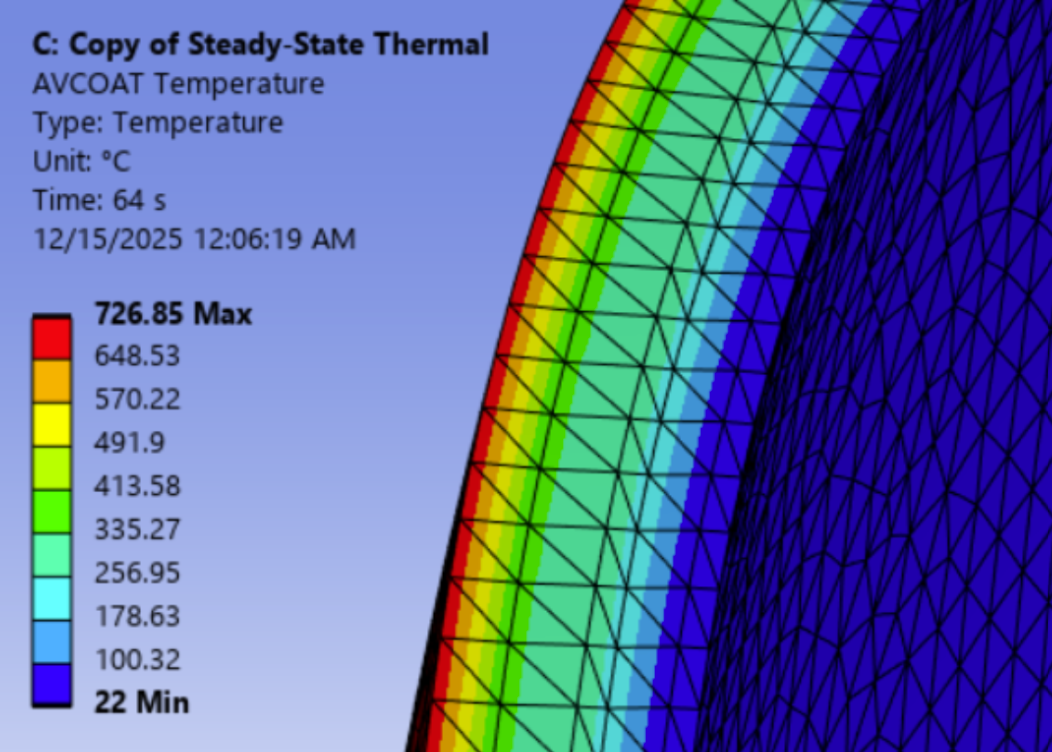 C: Copy of Steady-State Thermal
AVCOAT Temperature
Type: Temperature
Unit: °C
Time: 64 s
12/15/2025 12:06:19 AM
726.85 Max
648.53
570.22
491.9
413.58
335.27
256.95
178.63
100.32
22 Min